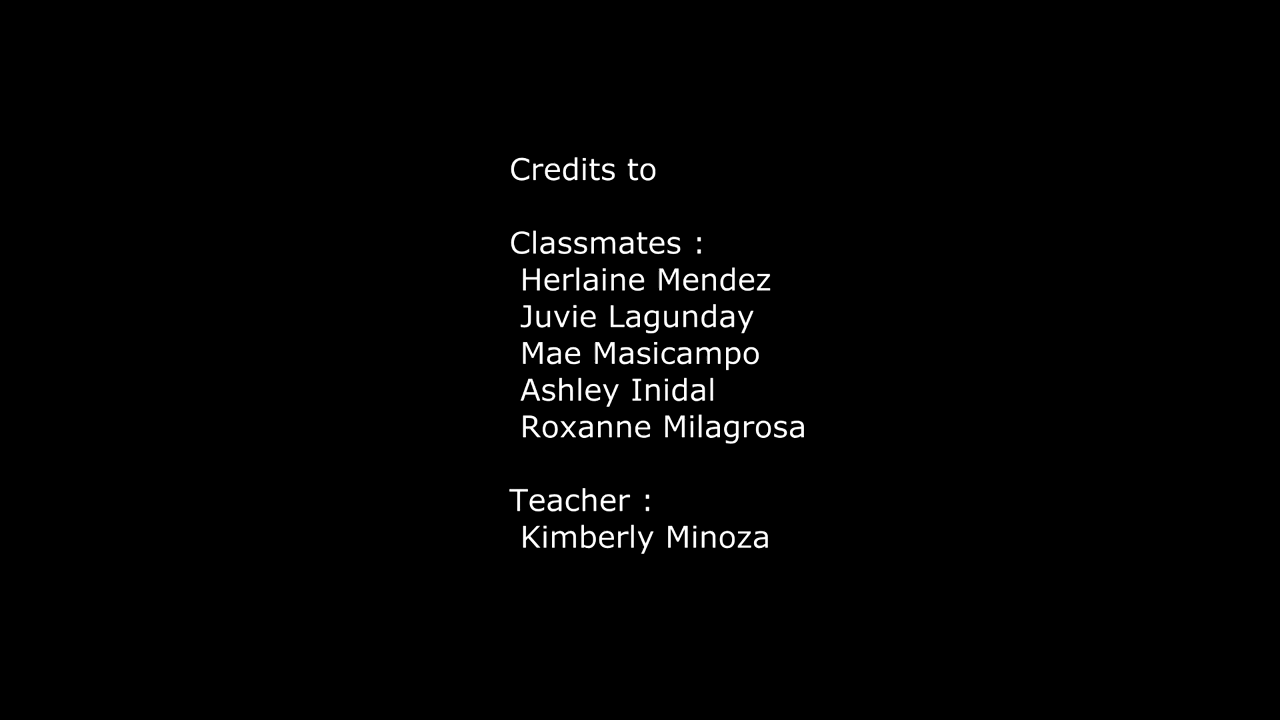 Credits to
Classmates :
Herlaine Mendez
Juvie Lagunday
Mae Masicampo
Ashley Inidal
Roxanne Milagrosa
Teacher :
Kimberly Minoza